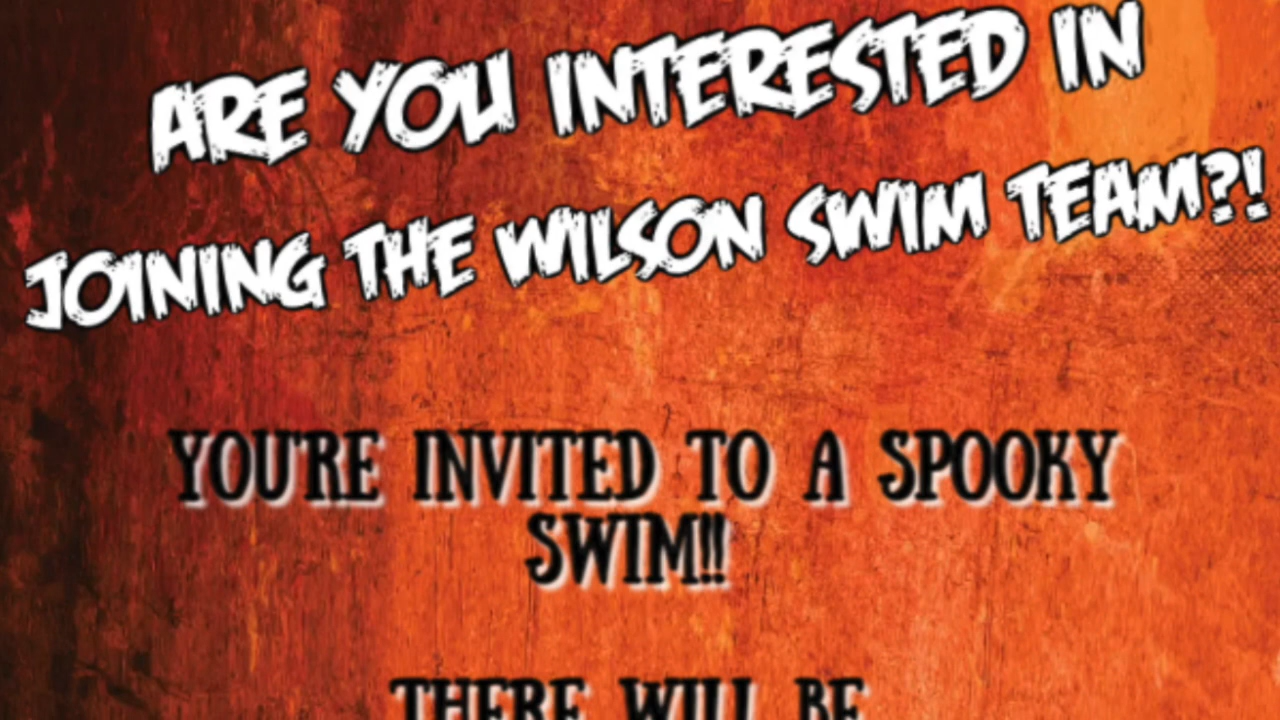 ARE YOU INTERESTED IN
JOINING THE WILSON SWIM TEAM?!
YOU'RE INVITED TO A SPOOKY
SWIM!!
THERE WILL BE